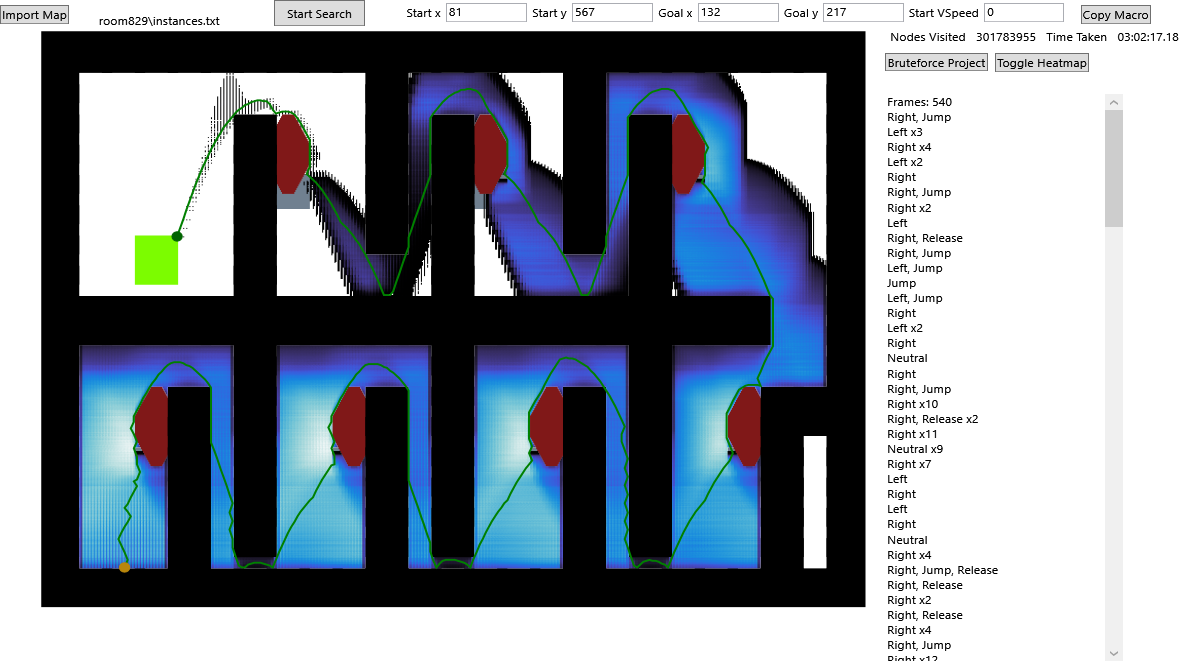 Import Map
room829\instances.txt
Start Search
Start x 81 Start y 567 Goal x 132 Goal y 217 Start VSpeed 0
Copy Macro
Nodes Visited 301783955 Time Taken 03:02:17.18
Bruteforce Project Toggle Heatmap
Frames: 540
Right, Jump
Left x3
Right x4
Left x2
Right
Right, Jump
Right x2
Left
Right, Release
Right, Jump
Left, Jump
Jump
Left, Jump
Right
Left x2
Right
Neutral
Right
Right, Jump
Right x10
Right, Release x2
Right x11
Neutral x9
Right x7
Left
Right
Left
Right
Neutral
Right x4
Right, Jump, Release
Right, Release
Right x2
Right, Release
Right x4
Right, Jump
Right x12